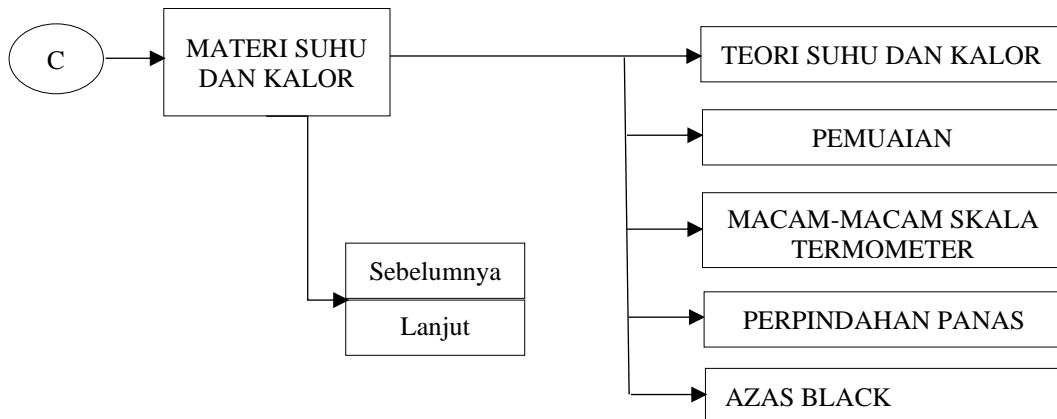 C
MATERI SUHU
DAN KALOR
TEORI SUHU DAN KALOR
PEMUAIAN
MACAM-MACAM SKALA
TERMOMETER
Sebelumnya
Lanjut
PERPINDAHAN PANAS
AZAS BLACK